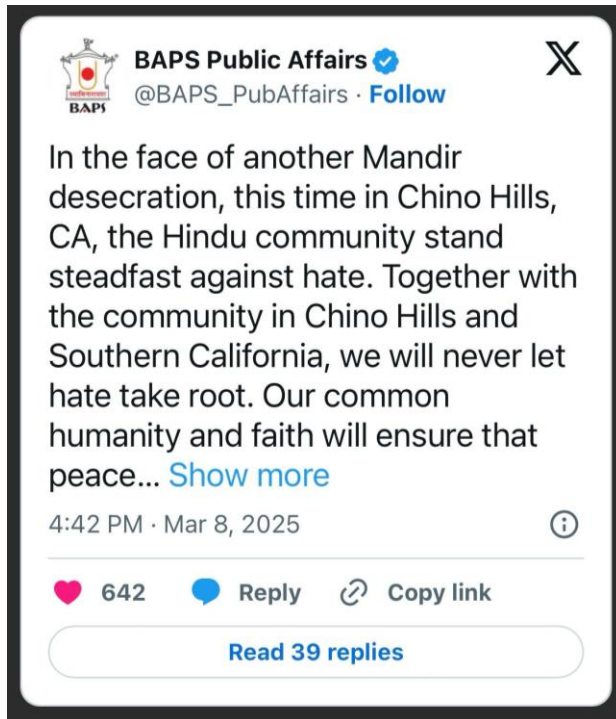 BAPS Public Affairs
BAPS
@BAPS_PubAffairs · Follow
In the face of another Mandir
desecration, this time in Chino Hills,
CA, the Hindu community stand
steadfast against hate. Together with
the community in Chino Hills and
Southern California, we will never let
hate take root. Our common
humanity and faith will ensure that
peace... Show more
4:42 PM · Mar 8, 2025
642 Reply Copy link
Read 39 replies